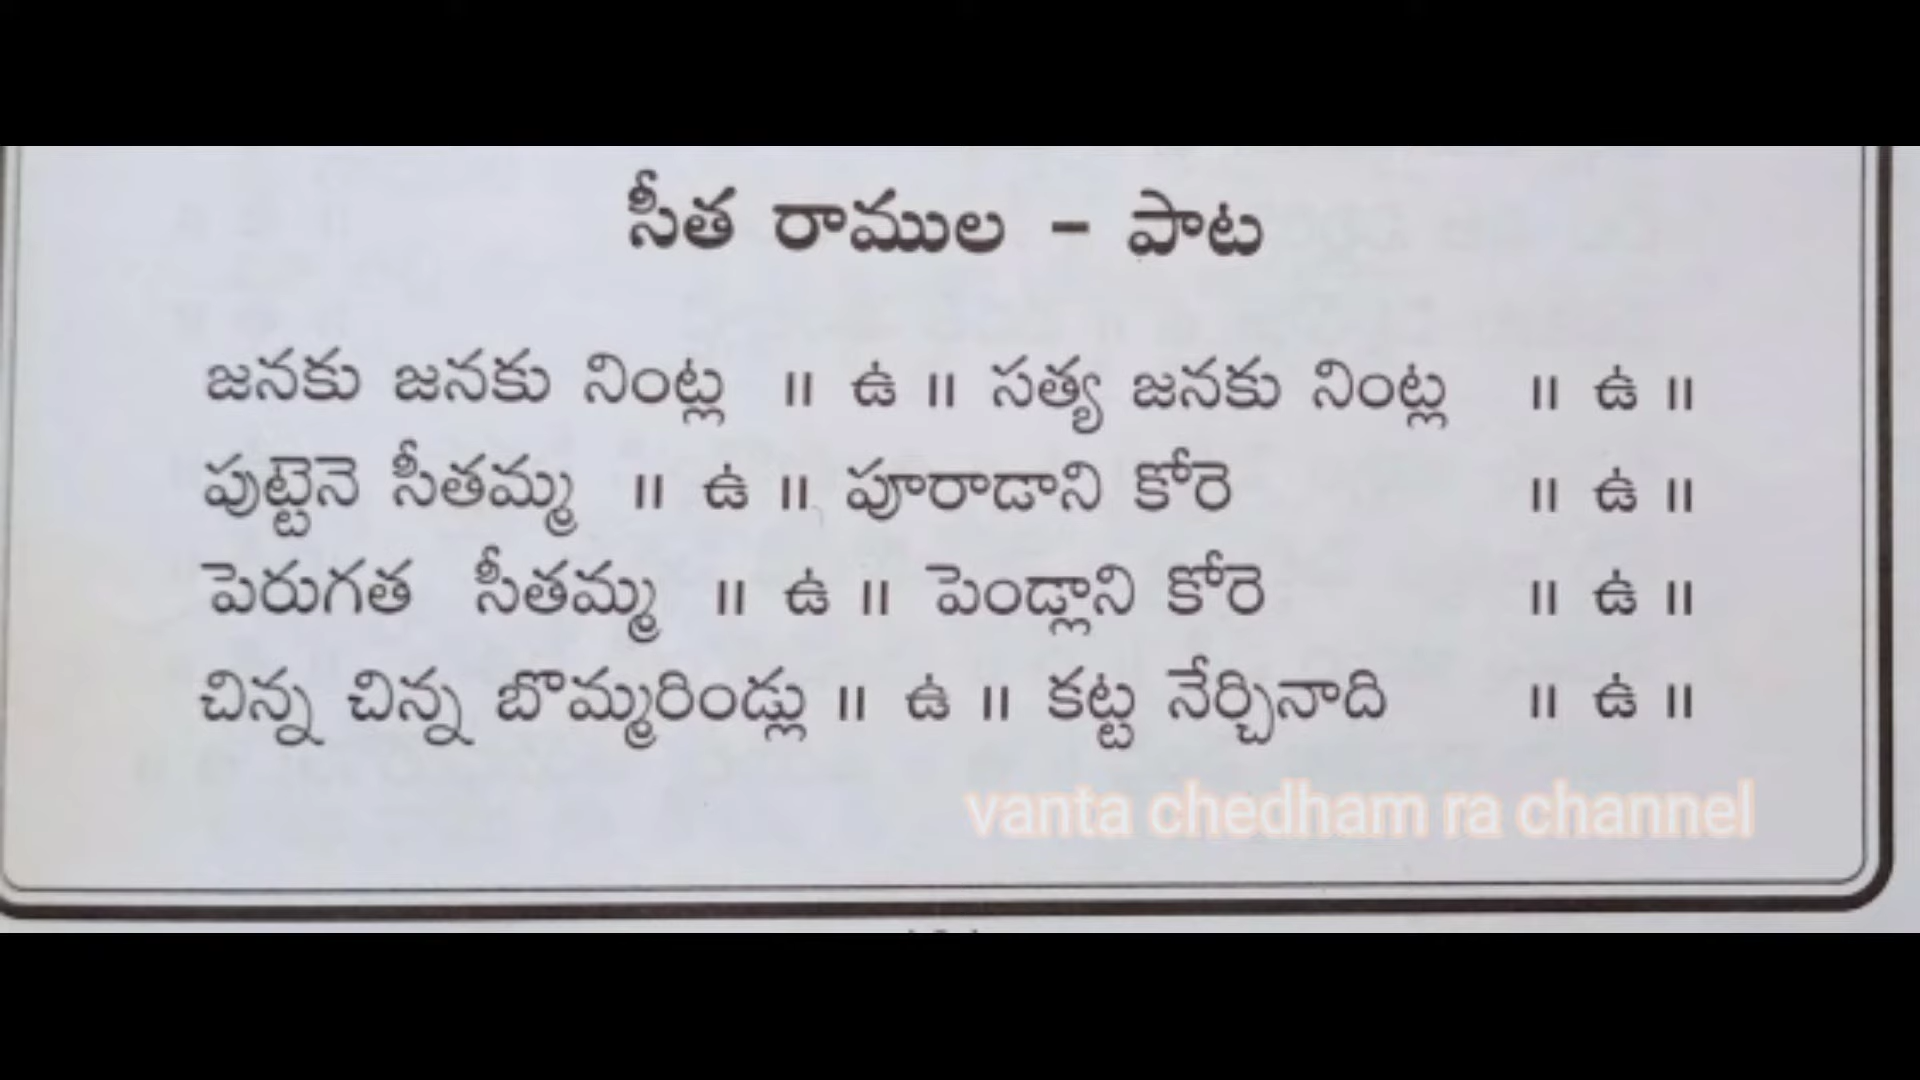 సీత రాముల - పాట
జనకు జనకు నింట్ల || ఉ || సత్య జనకు నింట్ల || ఉ ||
పుట్టెనె సీతమ్మ || ఉ || పూరాడాని కోరె || ఉ ||
పెరుగత సీతమ్మ || ఉ || పెండ్లాని కోరె || ఉ ||
చిన్న చిన్న బొమ్మరిండ్లు || ఉ || కట్ట నేర్చినాది || ఉ ||
vanta chedham ra channel